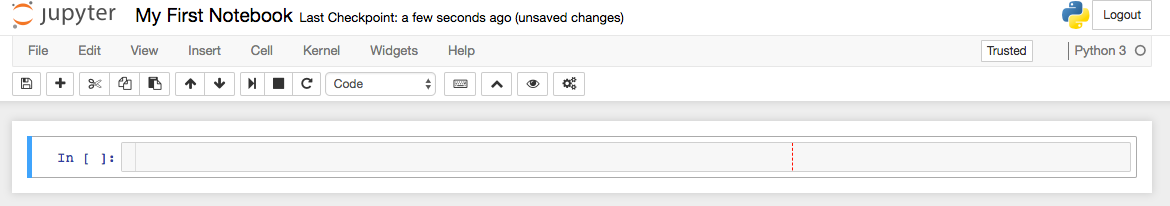 jupyter My First Notebook Last Checkpoint: a few seconds ago (unsaved changes) Logout
File Edit View Insert Cell Kernel Widgets Help Trusted Python 3
Code
In [ ]: